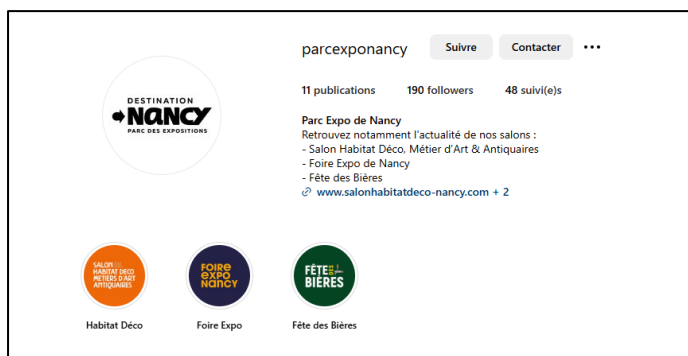 parcexponancy Suivre Contacter •••
11 publications 190 followers 48 suivi(e)s
DESTINATION
NANCY
PARC DES EXPOSITIONS
Parc Expo de Nancy
Retrouvez notamment l'actualité de nos salons :
- Salon Habitat Déco, Métier d'Art & Antiquaires
- Foire Expo de Nancy
- Fête des Bières
www.salonhabitatdeco-nancy.com + 2
SALON
HABITAT DÉCO
MÉTIERS D'ART
ANTIQUAIRES
FOIRE
EXPO
NANCY
FÊTE DES
BIÈRES
Habitat Déco Foire Expo Fête des Bières